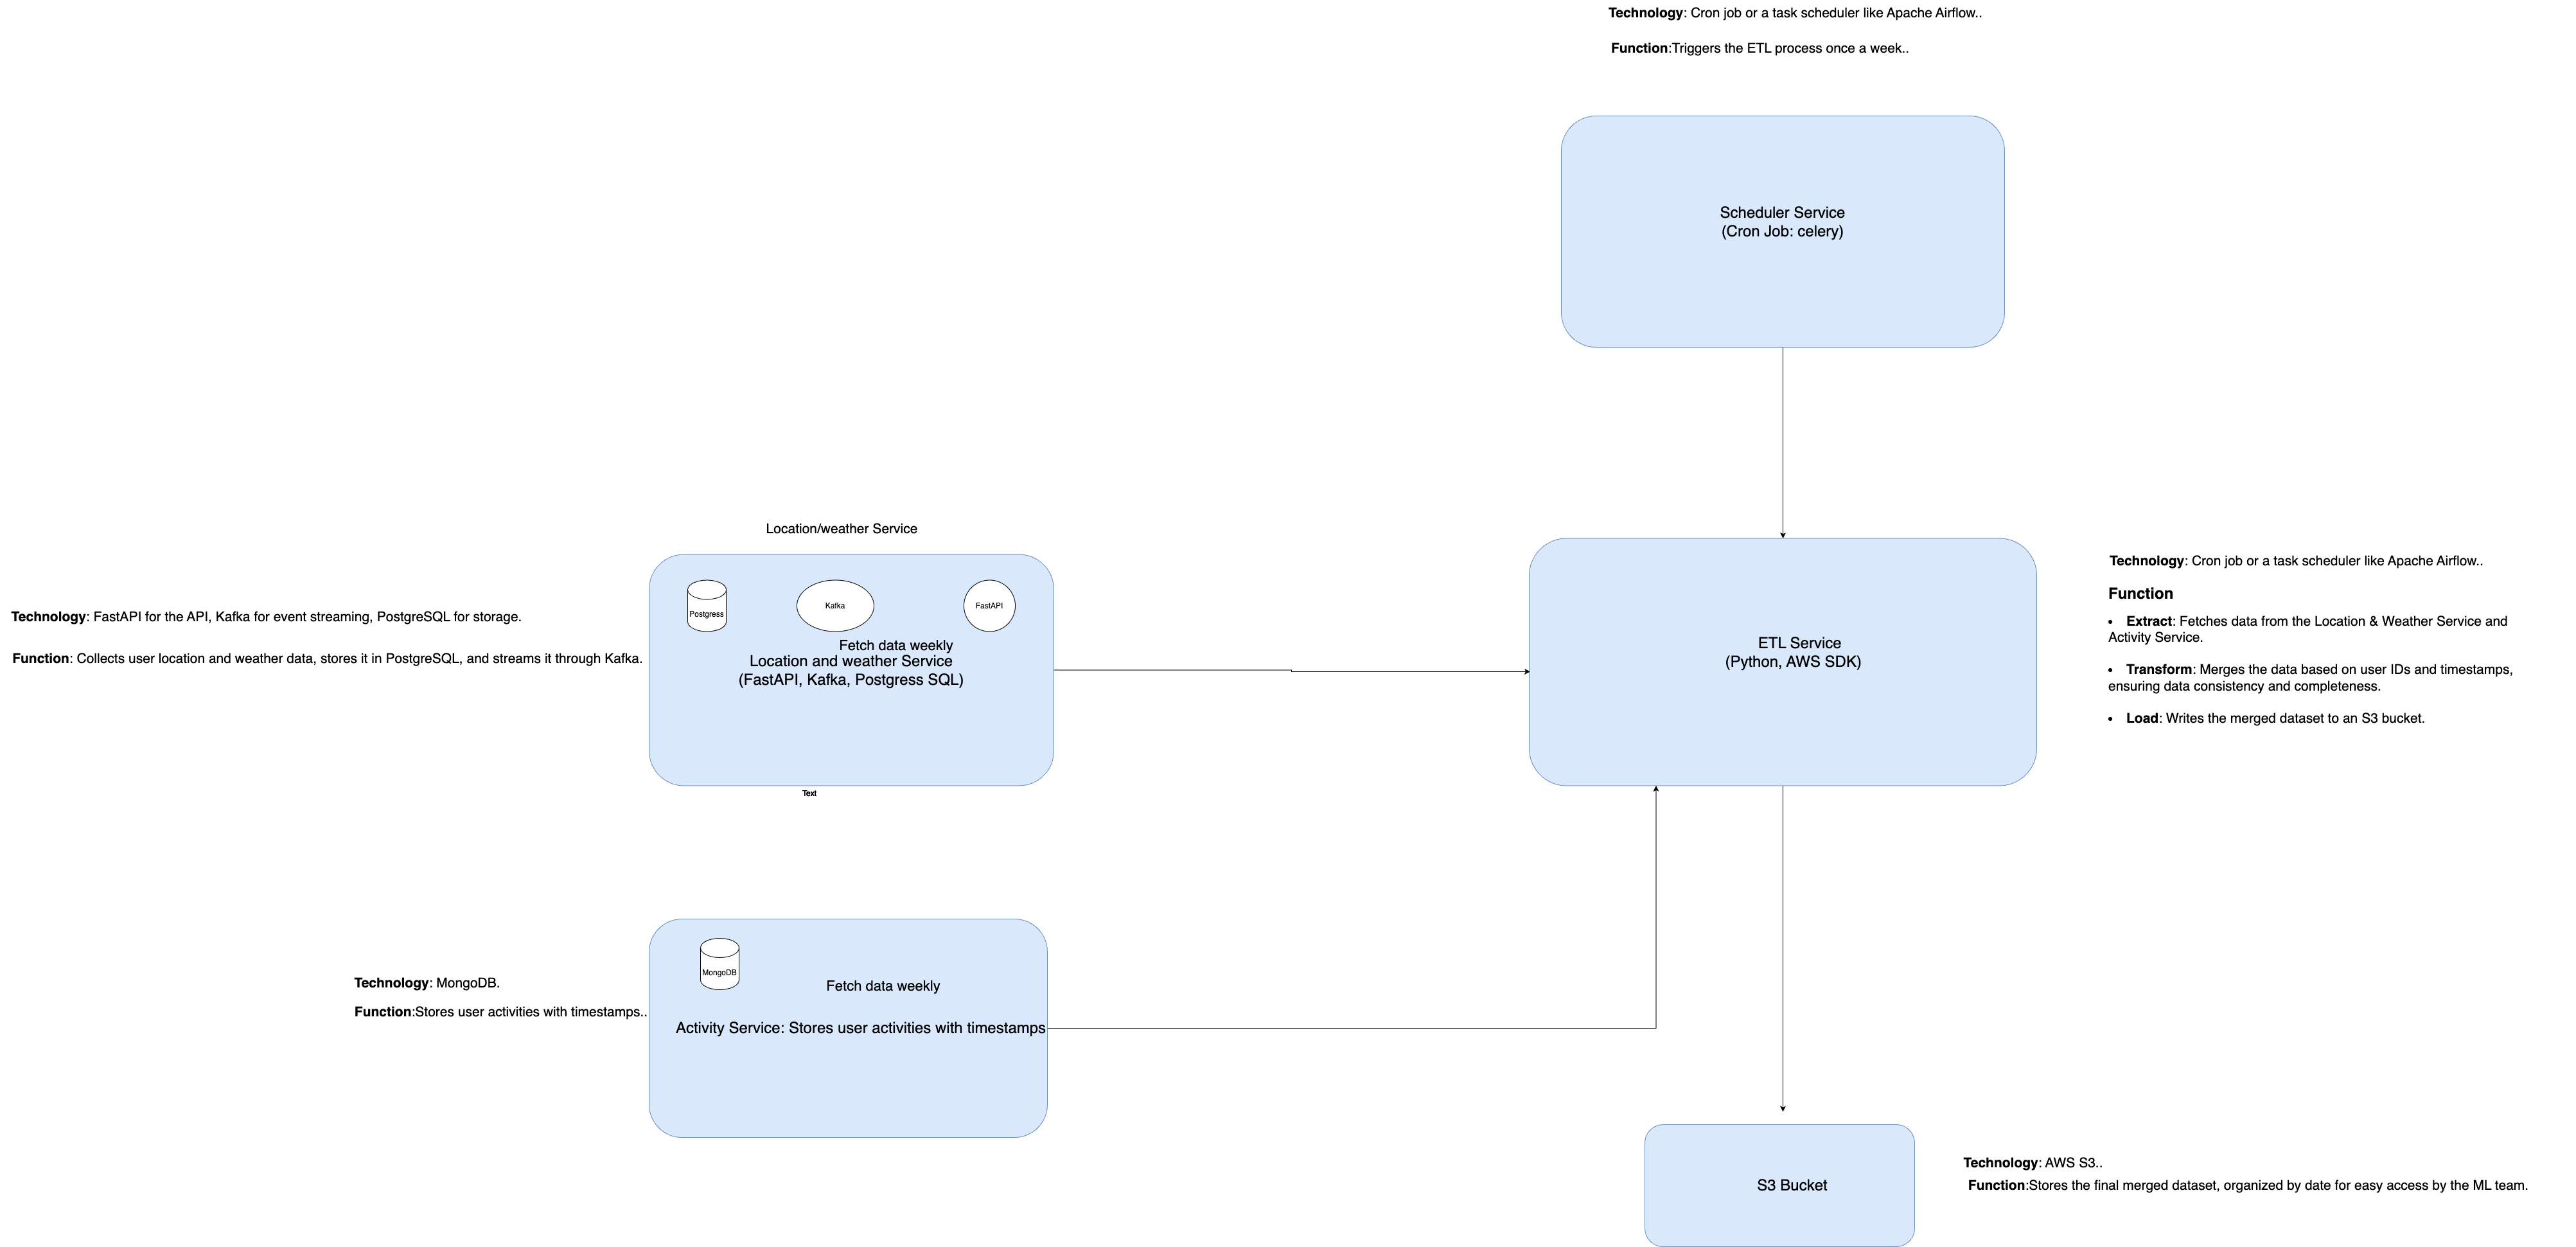 Technology: Cron job or a task scheduler like Apache Airflow..
Function:Triggers the ETL process once a week..
Scheduler Service
(Cron Job: celery)
Location/weather Service
Postgress
Kafka
FastAPI
Fetch data weekly
Location and weather Service
(FastAPI, Kafka, Postgress SQL)
Technology: FastAPI for the API, Kafka for event streaming, PostgreSQL for storage.
Function: Collects user location and weather data, stores it in PostgreSQL, and streams it through Kafka.
Text
ETL Service
(Python, AWS SDK)
Technology: Cron job or a task scheduler like Apache Airflow..
Function
• Extract: Fetches data from the Location & Weather Service and
Activity Service.
• Transform: Merges the data based on user IDs and timestamps,
ensuring data consistency and completeness.
• Load: Writes the merged dataset to an S3 bucket.
MongoDB
Fetch data weekly
Activity Service: Stores user activities with timestamps
Technology: MongoDB.
Function:Stores user activities with timestamps..
S3 Bucket
Technology: AWS S3..
Function:Stores the final merged dataset, organized by date for easy access by the ML team.